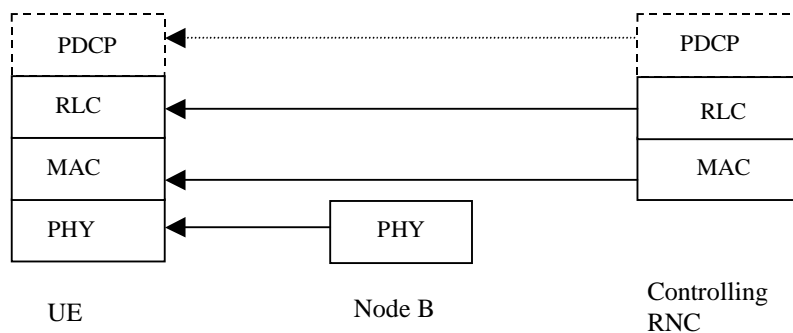 PDCP
PDCP
RLC
RLC
MAC
MAC
PHY
PHY
UE
Node B
Controlling
RNC